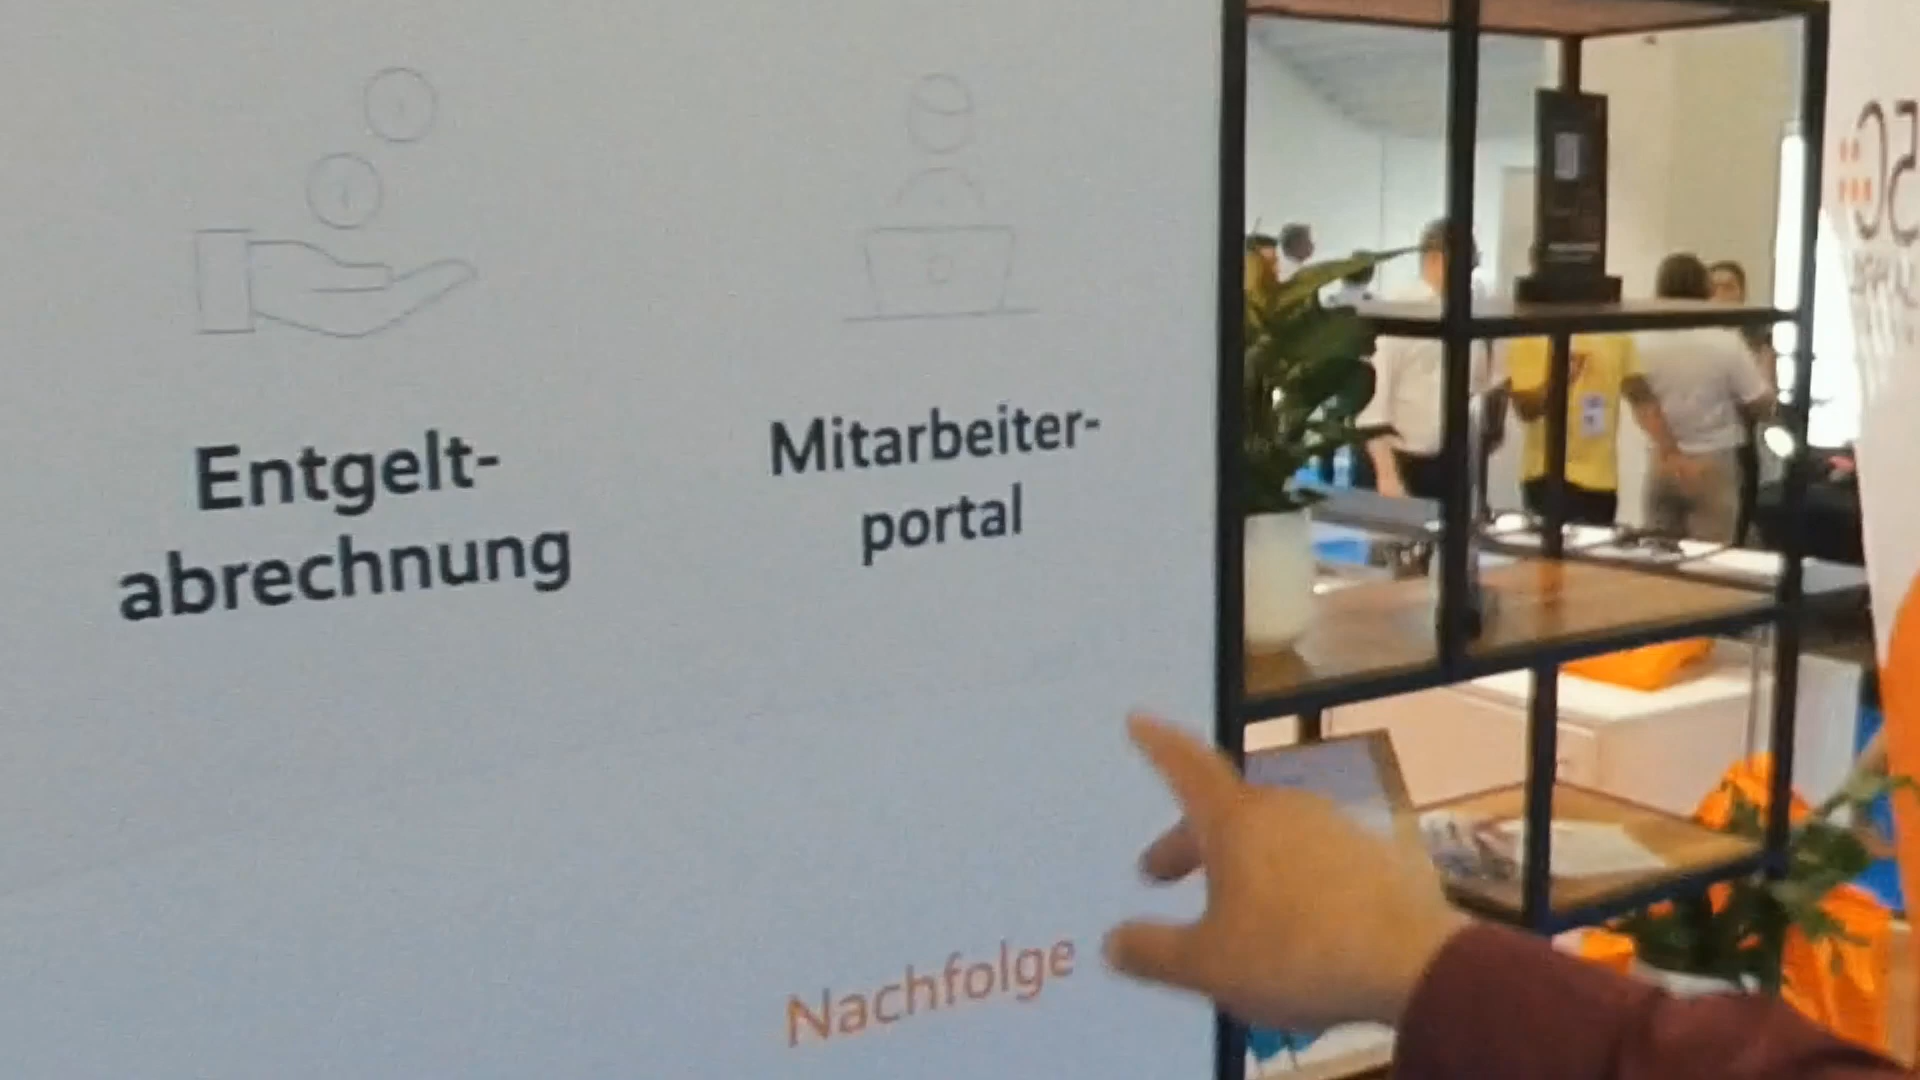 Entgelt-
abrechnung
Mitarbeiter-
portal
Nachfolge